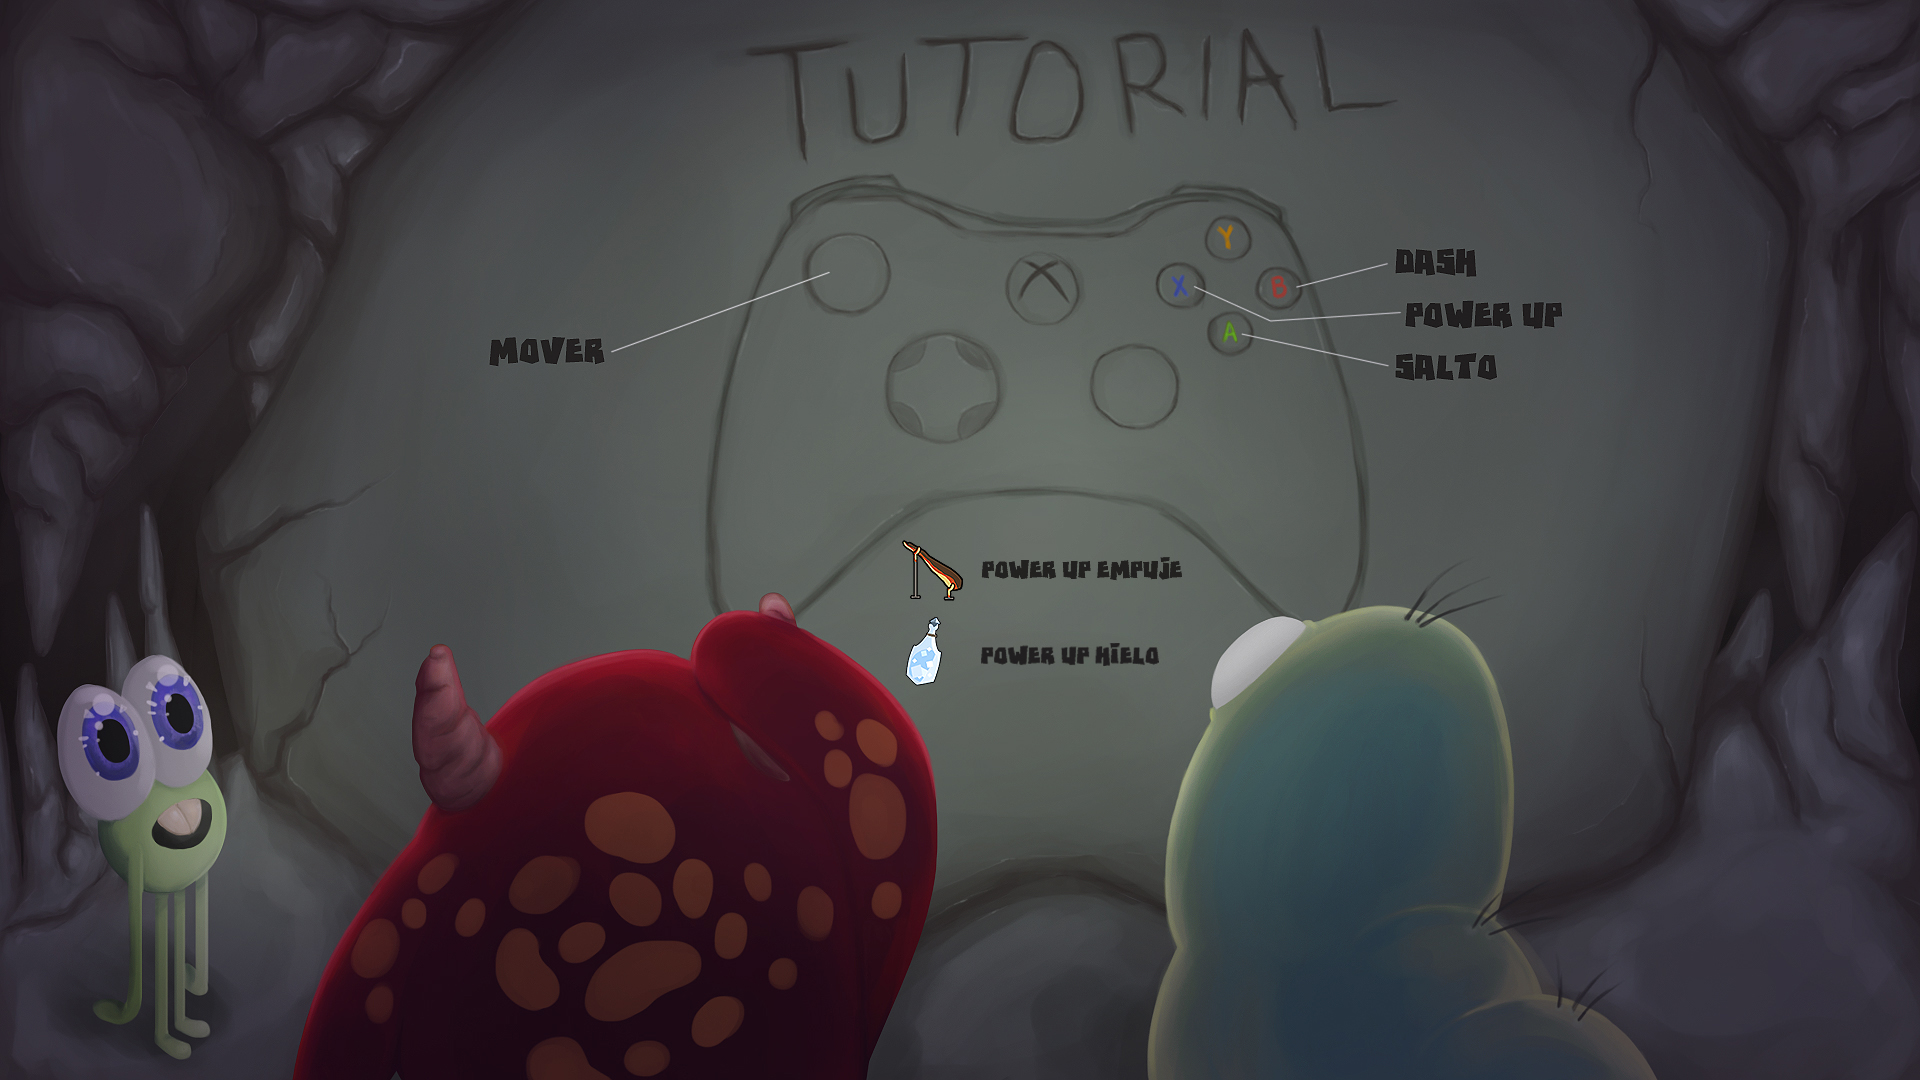 TUTORIAL
Y
X
B
A
DASH
POWER UP
MOVER
SALTO
POWER UP EMPUJE
POWER UP HIELO